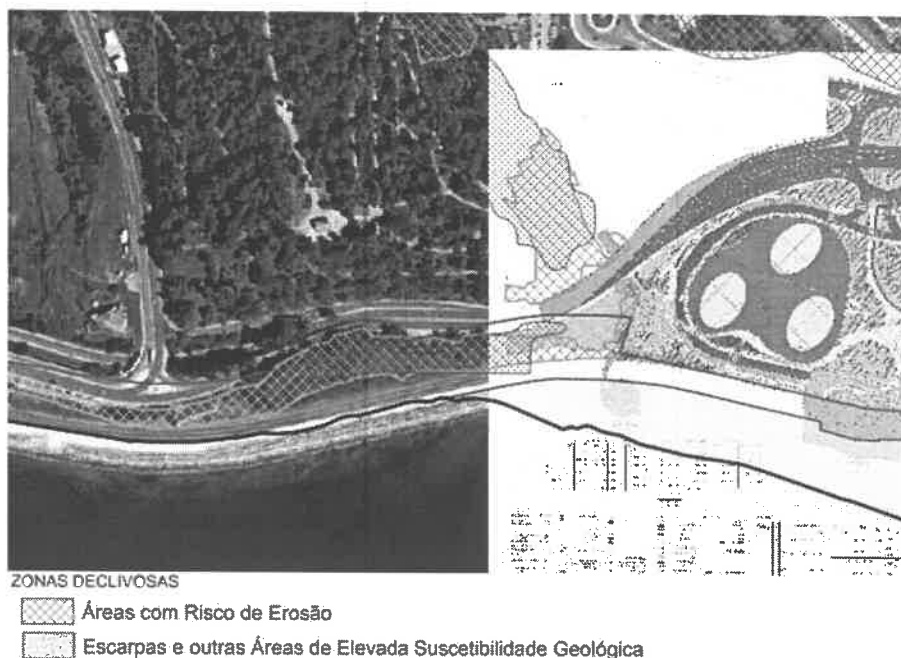 ZONAS DECLIVOSAS
Áreas com Risco de Erosão
Escarpas e outras Áreas de Elevada Suscetibilidade Geológica